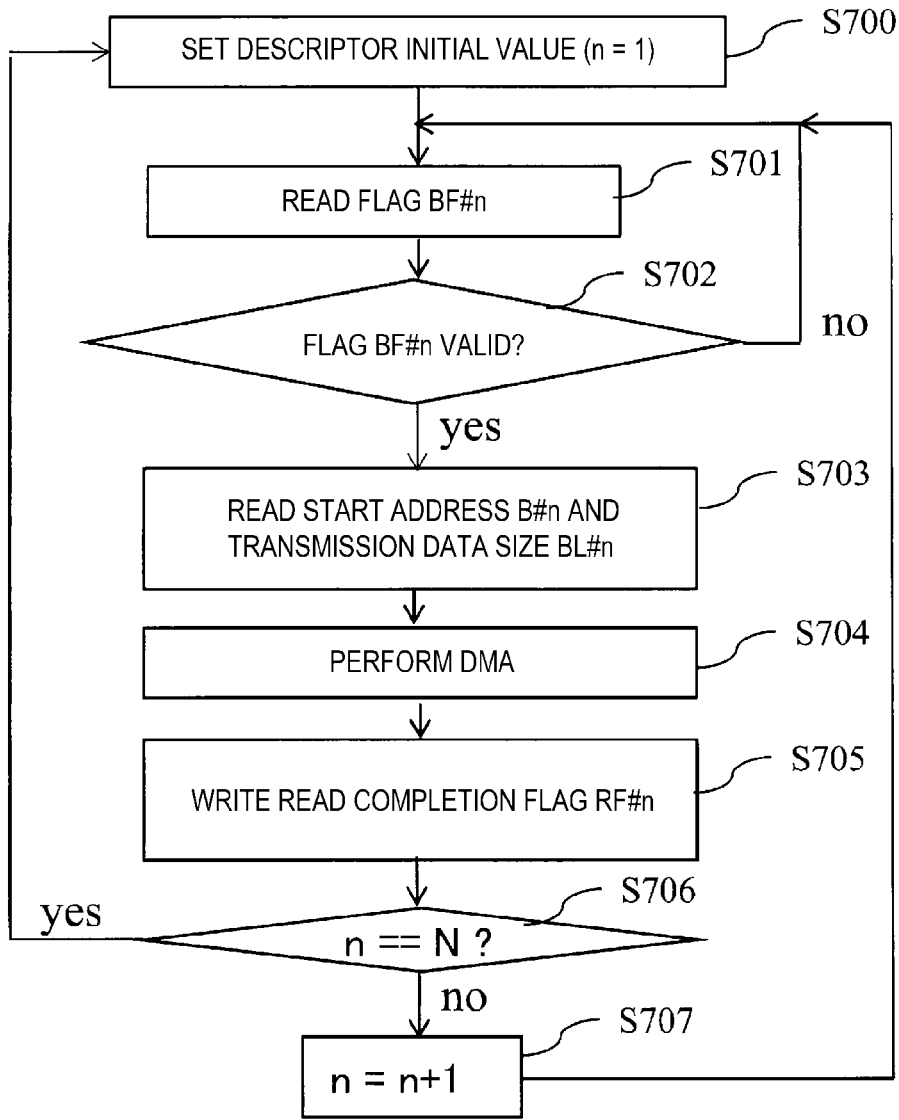 S700
SET DESCRIPTOR INITIAL VALUE (n = 1)
S701
READ FLAG BF#n
S702
FLAG BF#n VALID?
no
yes
S703
READ START ADDRESS B#n AND
TRANSMISSION DATA SIZE BL#n
S704
PERFORM DMA
S705
WRITE READ COMPLETION FLAG RF#n
S706
yes
n == N ?
no
S707
n = n+1